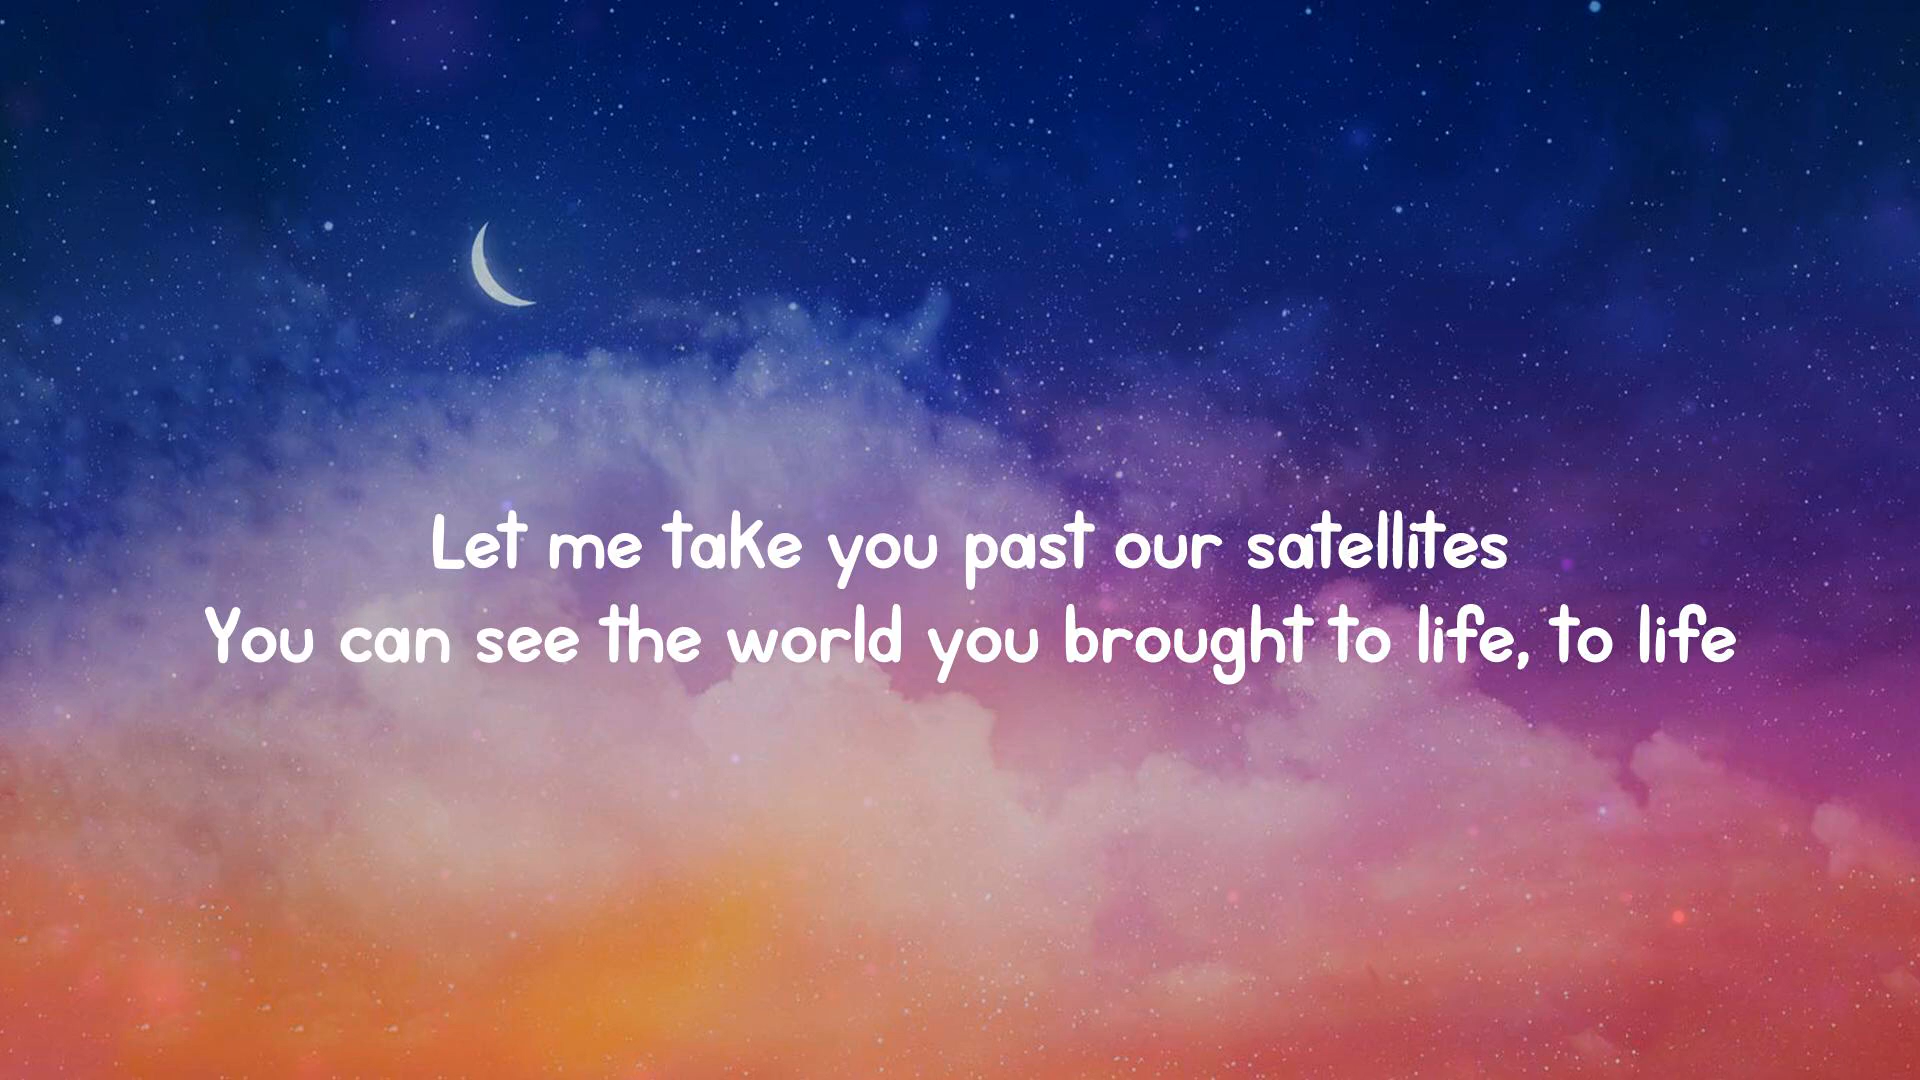 Let me take you past our satellites
You can see the world you brought to life, to life